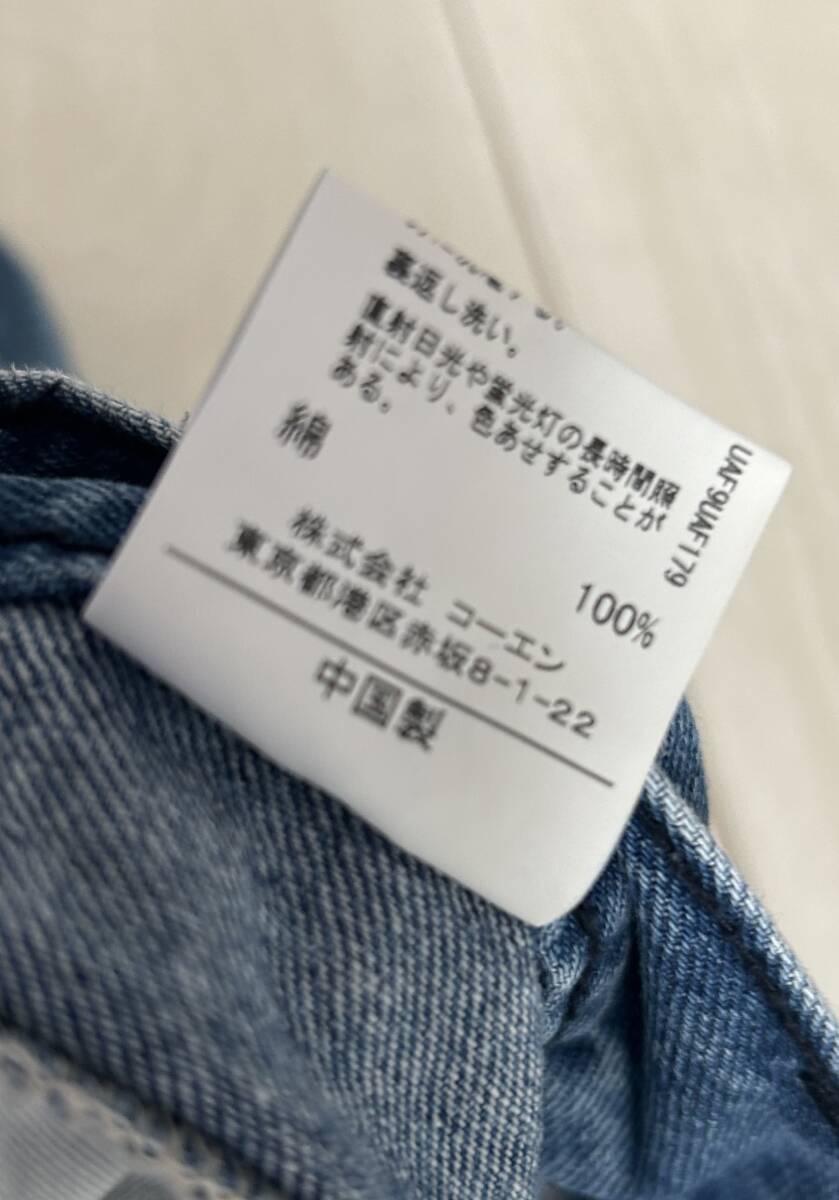 裏返し洗い。
直射日光や蛍光灯の長時間照
射により、色あせすることが
ある。
綿 100%
株式会社 コーエン
東京都港区赤坂8-1-22
中国製
UAF9UAF179